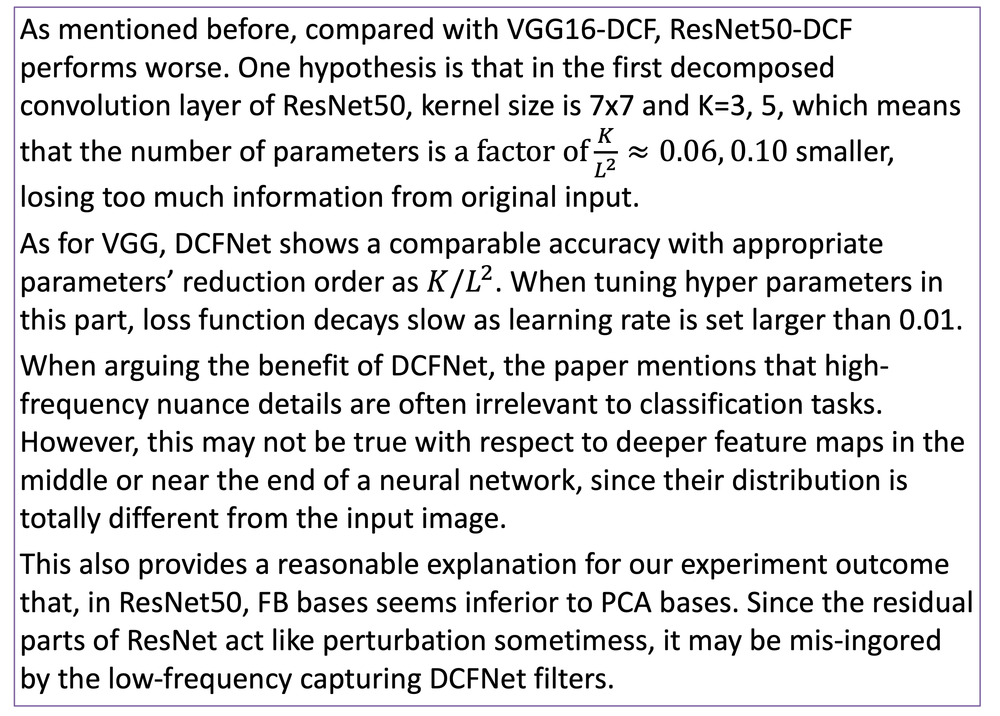 As mentioned before, compared with VGG16-DCF, ResNet50-DCF
performs worse. One hypothesis is that in the first decomposed
convolution layer of ResNet50, kernel size is 7x7 and K=3, 5, which means
that the number of parameters is a factor of K/L² ≈ 0.06, 0.10 smaller,
losing too much information from original input.
As for VGG, DCFNet shows a comparable accuracy with appropriate
parameters’ reduction order as K/L². When tuning hyper parameters in
this part, loss function decays slow as learning rate is set larger than 0.01.
When arguing the benefit of DCFNet, the paper mentions that high-
frequency nuance details are often irrelevant to classification tasks.
However, this may not be true with respect to deeper feature maps in the
middle or near the end of a neural network, since their distribution is
totally different from the input image.
This also provides a reasonable explanation for our experiment outcome
that, in ResNet50, FB bases seems inferior to PCA bases. Since the residual
parts of ResNet act like perturbation sometimess, it may be mis-ingored
by the low-frequency capturing DCFNet filters.